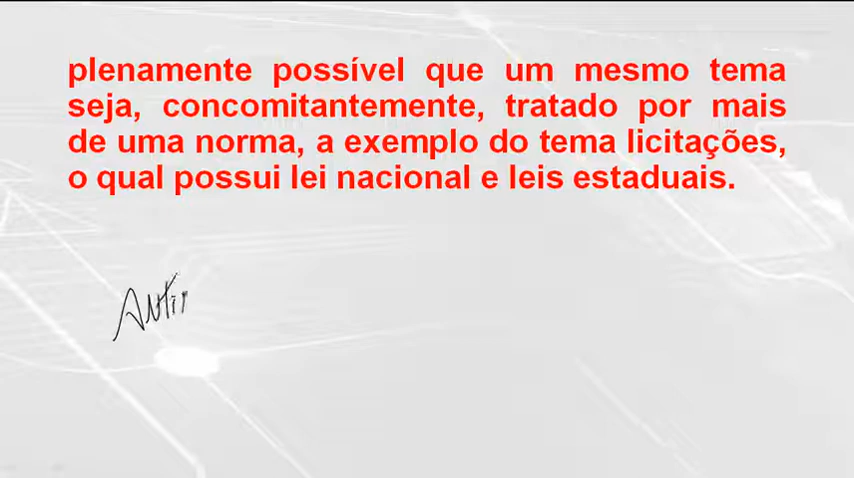 plenamente possível que um mesmo tema
seja, concomitantemente, tratado por mais
de uma norma, a exemplo do tema licitações,
o qual possui lei nacional e leis estaduais.
Anti